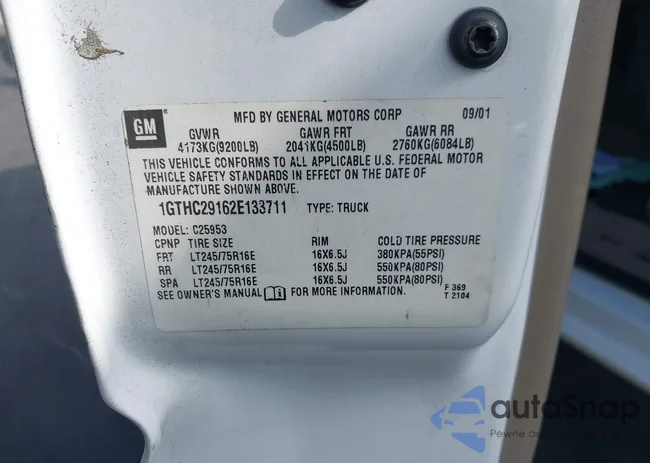 GM
MFD BY GENERAL MOTORS CORP 09/01
GVWR GAWR FRT GAWR RR
4173KG(9200LB) 2041KG(4500LB) 2760KG(6084LB)
THIS VEHICLE CONFORMS TO ALL APPLICABLE U.S. FEDERAL MOTOR
VEHICLE SAFETY STANDARDS IN EFFECT ON THE DATE OF
MANUFACTURE SHOWN ABOVE.
1GTHC29162E133711 TYPE: TRUCK
MODEL: C25953
CPNP TIRE SIZE RIM COLD TIRE PRESSURE
FRT LT245/75R16E 16X6.5J 380KPA(55PSI)
RR LT245/75R16E 16X6.5J 550KPA(80PSI)
SPA LT245/75R16E 16X6.5J 550KPA(80PSI)
SEE OWNER'S MANUAL FOR MORE INFORMATION.
F 369
T 2104
autoSnap
Pewne auto